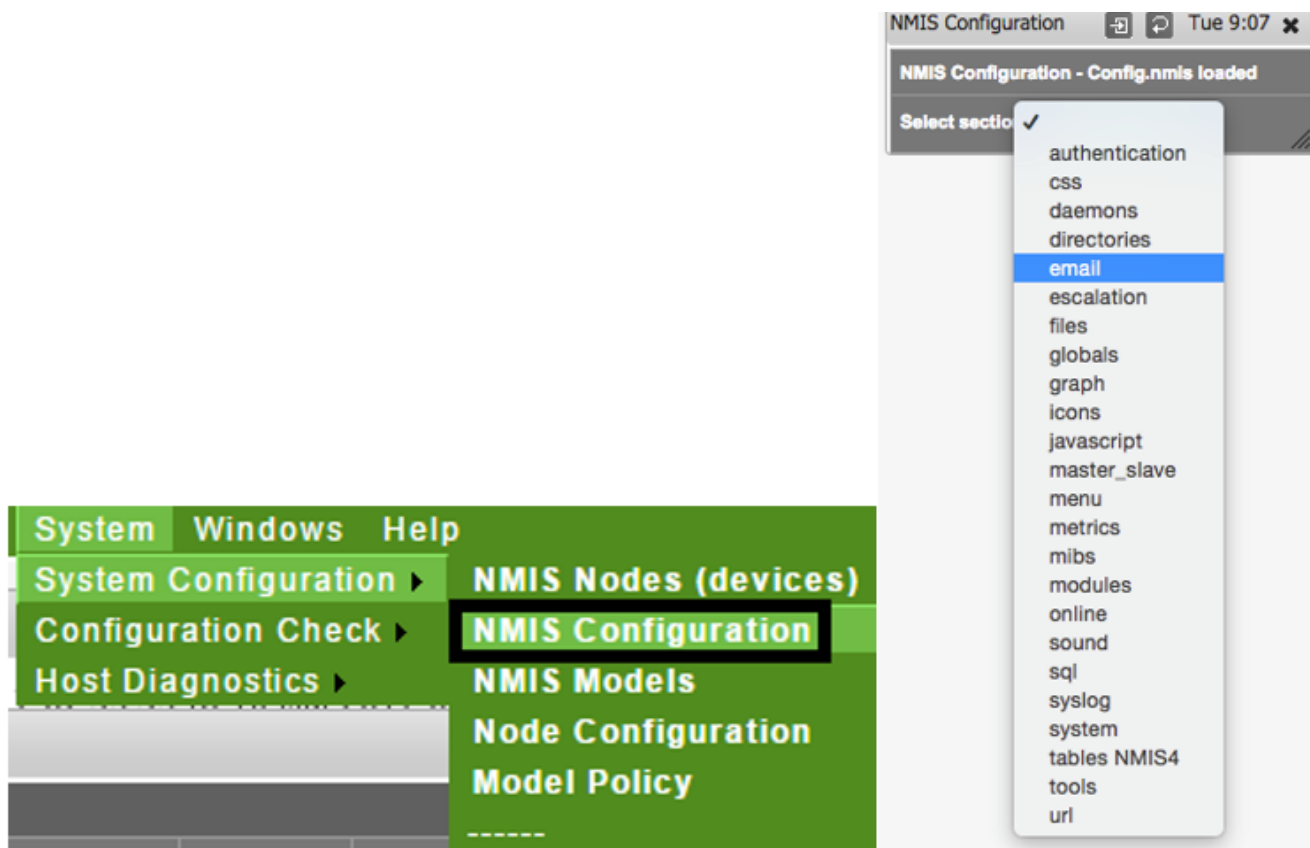 System Windows Help
System Configuration
Configuration Check
Host Diagnostics
NMIS Nodes (devices)
NMIS Configuration
NMIS Models
Node Configuration
Model Policy
------
NMIS Configuration Tue 9:07
NMIS Configuration - Config.nmis loaded
Select sectio
authentication
css
daemons
directories
email
escalation
files
globals
graph
icons
javascript
master_slave
menu
metrics
mibs
modules
online
sound
sql
syslog
system
tables NMIS4
tools
url